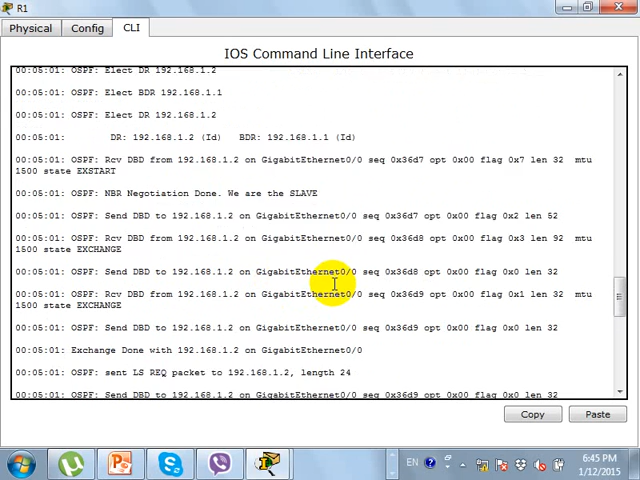 R1
Physical
Config
CLI
IOS Command Line Interface
00:05:01: OSPF: Elect DR 192.168.1.2
00:05:01: OSPF: Elect BDR 192.168.1.1
00:05:01: OSPF: Elect DR 192.168.1.2
00:05:01:        DR: 192.168.1.2 (Id)   BDR: 192.168.1.1 (Id)
00:05:01: OSPF: Rcv DBD from 192.168.1.2 on GigabitEthernet0/0 seq 0x36d7 opt 0x00 flag 0x7 len 32  mtu
1500 state EXSTART
00:05:01: OSPF: NBR Negotiation Done. We are the SLAVE
00:05:01: OSPF: Send DBD to 192.168.1.2 on GigabitEthernet0/0 seq 0x36d7 opt 0x00 flag 0x2 len 52
00:05:01: OSPF: Rcv DBD from 192.168.1.2 on GigabitEthernet0/0 seq 0x36d8 opt 0x00 flag 0x3 len 92  mtu
1500 state EXCHANGE
00:05:01: OSPF: Send DBD to 192.168.1.2 on GigabitEthernet0/0 seq 0x36d8 opt 0x00 flag 0x0 len 32
00:05:01: OSPF: Rcv DBD from 192.168.1.2 on GigabitEthernet0/0 seq 0x36d9 opt 0x00 flag 0x1 len 32  mtu
1500 state EXCHANGE
00:05:01: OSPF: Send DBD to 192.168.1.2 on GigabitEthernet0/0 seq 0x36d9 opt 0x00 flag 0x0 len 32
00:05:01: Exchange Done with 192.168.1.2 on GigabitEthernet0/0
00:05:01: OSPF: sent LS REQ packet to 192.168.1.2, length 24
00:05:01: OSPF: Send DBD to 192.168.1.2 on GigabitEthernet0/0 seq 0x36d9 opt 0x00 flag 0x0 len 32
Copy
Paste
EN
6:45 PM
1/12/2015